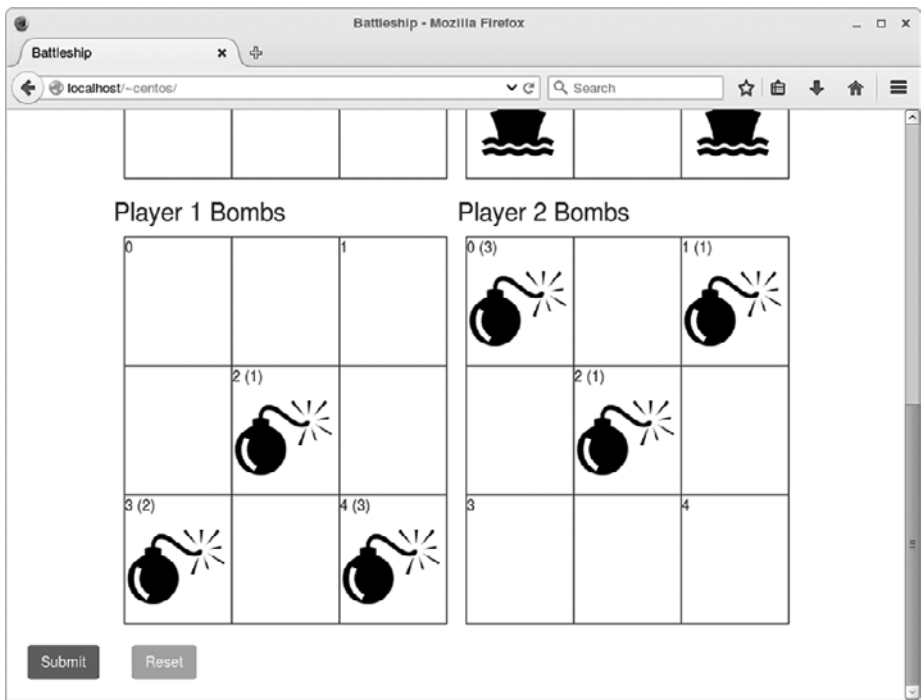 Battleship - Mozilla Firefox
Battleship
localhost/~centos/
Search
Player 1 Bombs
Player 2 Bombs
0
1
0 (3)
1 (1)
2 (1)
2 (1)
3 (2)
4 (3)
3
4
Submit
Reset